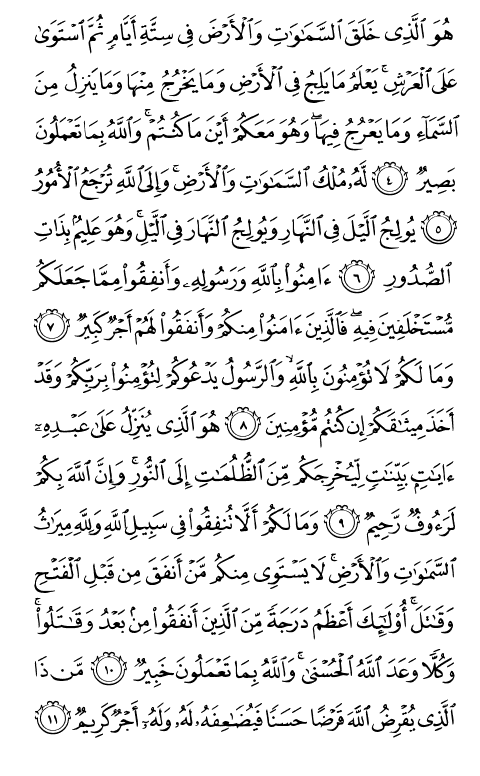 هُوَ ٱلَّذِى خَلَقَ ٱلسَّمَٰوَٰتِ وَٱلْأَرْضَ فِى سِتَّةِ أَيَّامٍ ثُمَّ ٱسْتَوَىٰ
عَلَى ٱلْعَرْشِ ۚ يَعْلَمُ مَا يَلِجُ فِى ٱلْأَرْضِ وَمَا يَخْرُجُ مِنْهَا وَمَا يَنزِلُ مِنَ
ٱلسَّمَآءِ وَمَا يَعْرُجُ فِيهَا ۖ وَهُوَ مَعَكُمْ أَيْنَ مَا كُنتُمْ ۚ وَٱللَّهُ بِمَا تَعْمَلُونَ
بَصِيرٌ ٤ لَّهُۥ مُلْكُ ٱلسَّمَٰوَٰتِ وَٱلْأَرْضِ ۚ وَإِلَى ٱللَّهِ تُرْجَعُ ٱلْأُمُورُ
٥ يُولِجُ ٱلَّيْلَ فِى ٱلنَّهَارِ وَيُولِجُ ٱلنَّهَارَ فِى ٱلَّيْلِ ۚ وَهُوَ عَلِيمٌۢ بِذَاتِ
ٱلصُّدُورِ ٦ ءَامِنُوا۟ بِٱللَّهِ وَرَسُولِهِۦ وَأَنفِقُوا۟ مِمَّا جَعَلَكُم
مُّسْتَخْلَفِينَ فِيهِ ۖ فَٱلَّذِينَ ءَامَنُوا۟ مِنكُمْ وَأَنفَقُوا۟ لَهُمْ أَجْرٌ كَبِيرٌ ٧
وَمَا لَكُمْ لَا تُؤْمِنُونَ بِٱللَّهِ ۙ وَٱلرَّسُولُ يَدْعُوكُمْ لِتُؤْمِنُوا۟ بِرَبِّكُمْ وَقَدْ
أَخَذَ مِيثَٰقَكُمْ إِن كُنتُم مُّؤْمِنِينَ ٨ هُوَ ٱلَّذِى يُنَزِّلُ عَلَىٰ عَبْدِهِۦٓ
ءَايَٰتٍۭ بَيِّنَٰتٍ لِّيُخْرِجَكُم مِّنَ ٱلظُّلُمَٰتِ إِلَى ٱلنُّورِ ۚ وَإِنَّ ٱللَّهَ بِكُمْ
لَرَءُوفٌ رَّحِيمٌ ٩ وَمَا لَكُمْ أَلَّا تُنفِقُوا۟ فِى سَبِيلِ ٱللَّهِ وَلِلَّهِ مِيرَٰثُ
ٱلسَّمَٰوَٰتِ وَٱلْأَرْضِ ۚ لَا يَسْتَوِى مِنكُم مَّنْ أَنفَقَ مِن قَبْلِ ٱلْفَتْحِ
وَقَٰتَلَ ۚ أُو۟لَٰٓئِكَ أَعْظَمُ دَرَجَةً مِّنَ ٱلَّذِينَ أَنفَقُوا۟ مِنۢ بَعْدُ وَقَٰتَلُوا۟ ۚ
وَكُلًّا وَعَدَ ٱللَّهُ ٱلْحُسْنَىٰ ۚ وَٱللَّهُ بِمَا تَعْمَلُونَ خَبِيرٌ ١٠ مَّن ذَا
ٱلَّذِى يُقْرِضُ ٱللَّهَ قَرْضًا حَسَنًا فَيُضَٰعِفَهُۥ لَهُۥ وَلَهُۥٓ أَجْرٌ كَرِيمٌ ١١